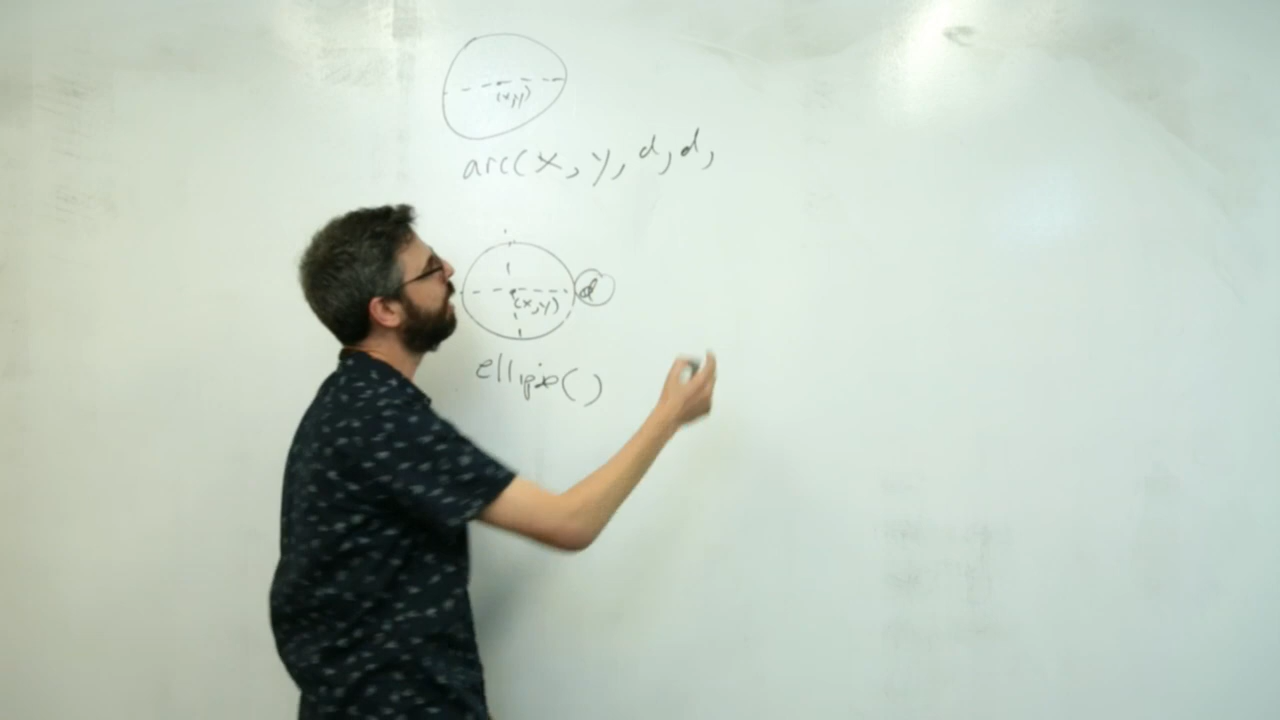 (x,y)
arc(x, y, d, d,
d
(x,y)
ellipse()